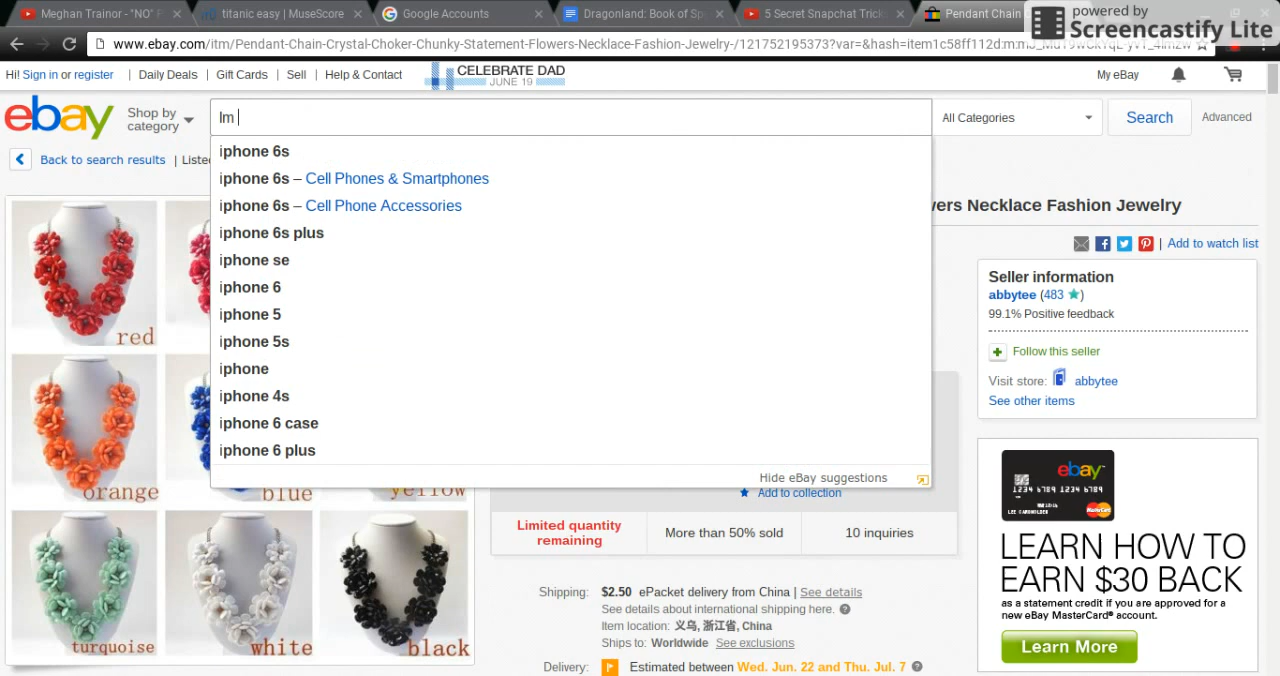 Meghan Trainor - "NO"
titanic easy | MuseScore
Google Accounts
Dragonland: Book of Sp
5 Secret Snapchat Trick
Pendant Chain
powered by
Screencastify Lite
www.ebay.com/itm/Pendant-Chain-Crystal-Choker-Chunky-Statement-Flowers-Necklace-Fashion-Jewelry-/121752195373?var=&hash=item1c58ff112d:m:
Hi! Sign in or register | Daily Deals | Gift Cards | Sell | Help & Contact
CELEBRATE DAD
JUNE 19
My eBay
ebay
Shop by
category
Im
All Categories
Search
Advanced
Back to search results | Listed
iphone 6s
iphone 6s – Cell Phones & Smartphones
iphone 6s – Cell Phone Accessories
iphone 6s plus
iphone se
iphone 6
iphone 5
iphone 5s
iphone
iphone 4s
iphone 6 case
iphone 6 plus
Hide eBay suggestions
wers Necklace Fashion Jewelry
| Add to watch list
Seller information
abbytee (483 ★)
99.1% Positive feedback
Follow this seller
Visit store: abbytee
See other items
red
orange
blue
yellow
turquoise
white
black
Add to collection
Limited quantity
remaining
More than 50% sold
10 inquiries
Shipping: $2.50 ePacket delivery from China | See details
See details about international shipping here.
Item location: 义乌, 浙江省, China
Ships to: Worldwide See exclusions
Delivery: Estimated between Wed. Jun. 22 and Thu. Jul. 7
ebay
MasterCard
LEARN HOW TO
EARN $30 BACK
as a statement credit if you are approved for a
new eBay MasterCard® account.
Learn More